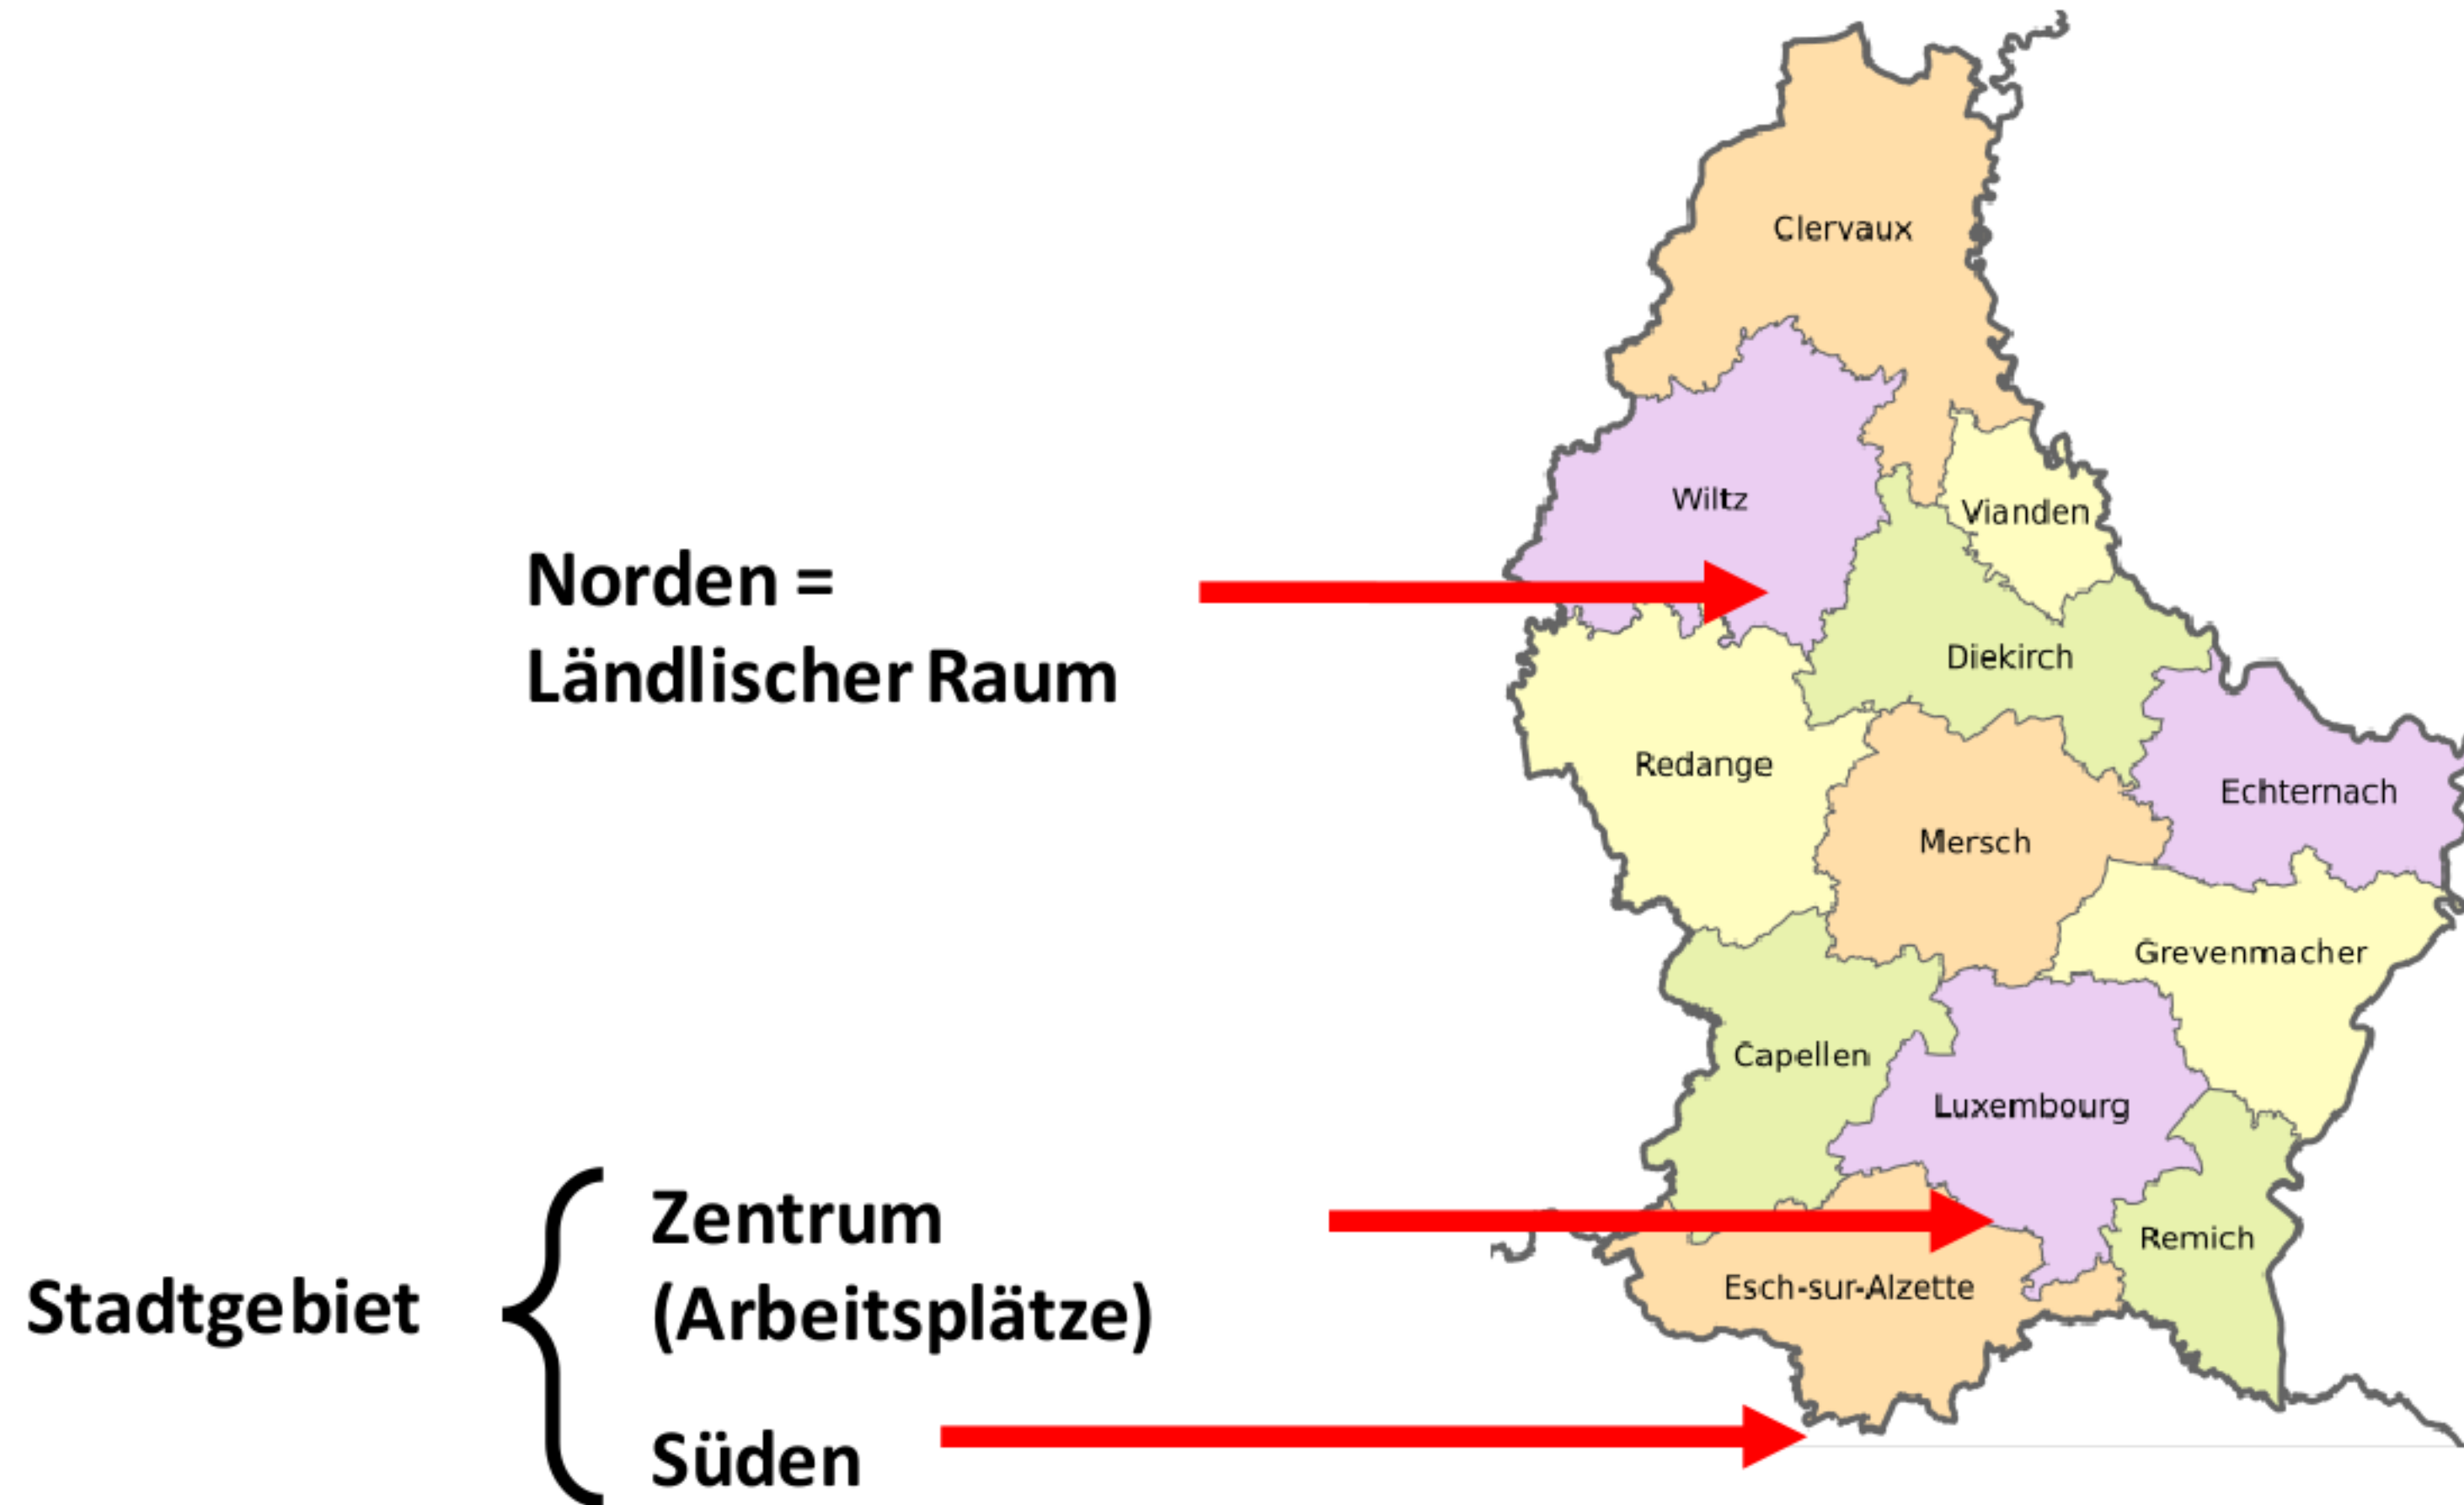 Clervaux
Wiltz
Vianden
Norden =
Ländlischer Raum
Diekirch
Redange
Echternach
Mersch
Grevenmacher
Capellen
Luxembourg
Stadtgebiet
Zentrum
(Arbeitsplätze)
Süden
Remich
Esch-sur-Alzette